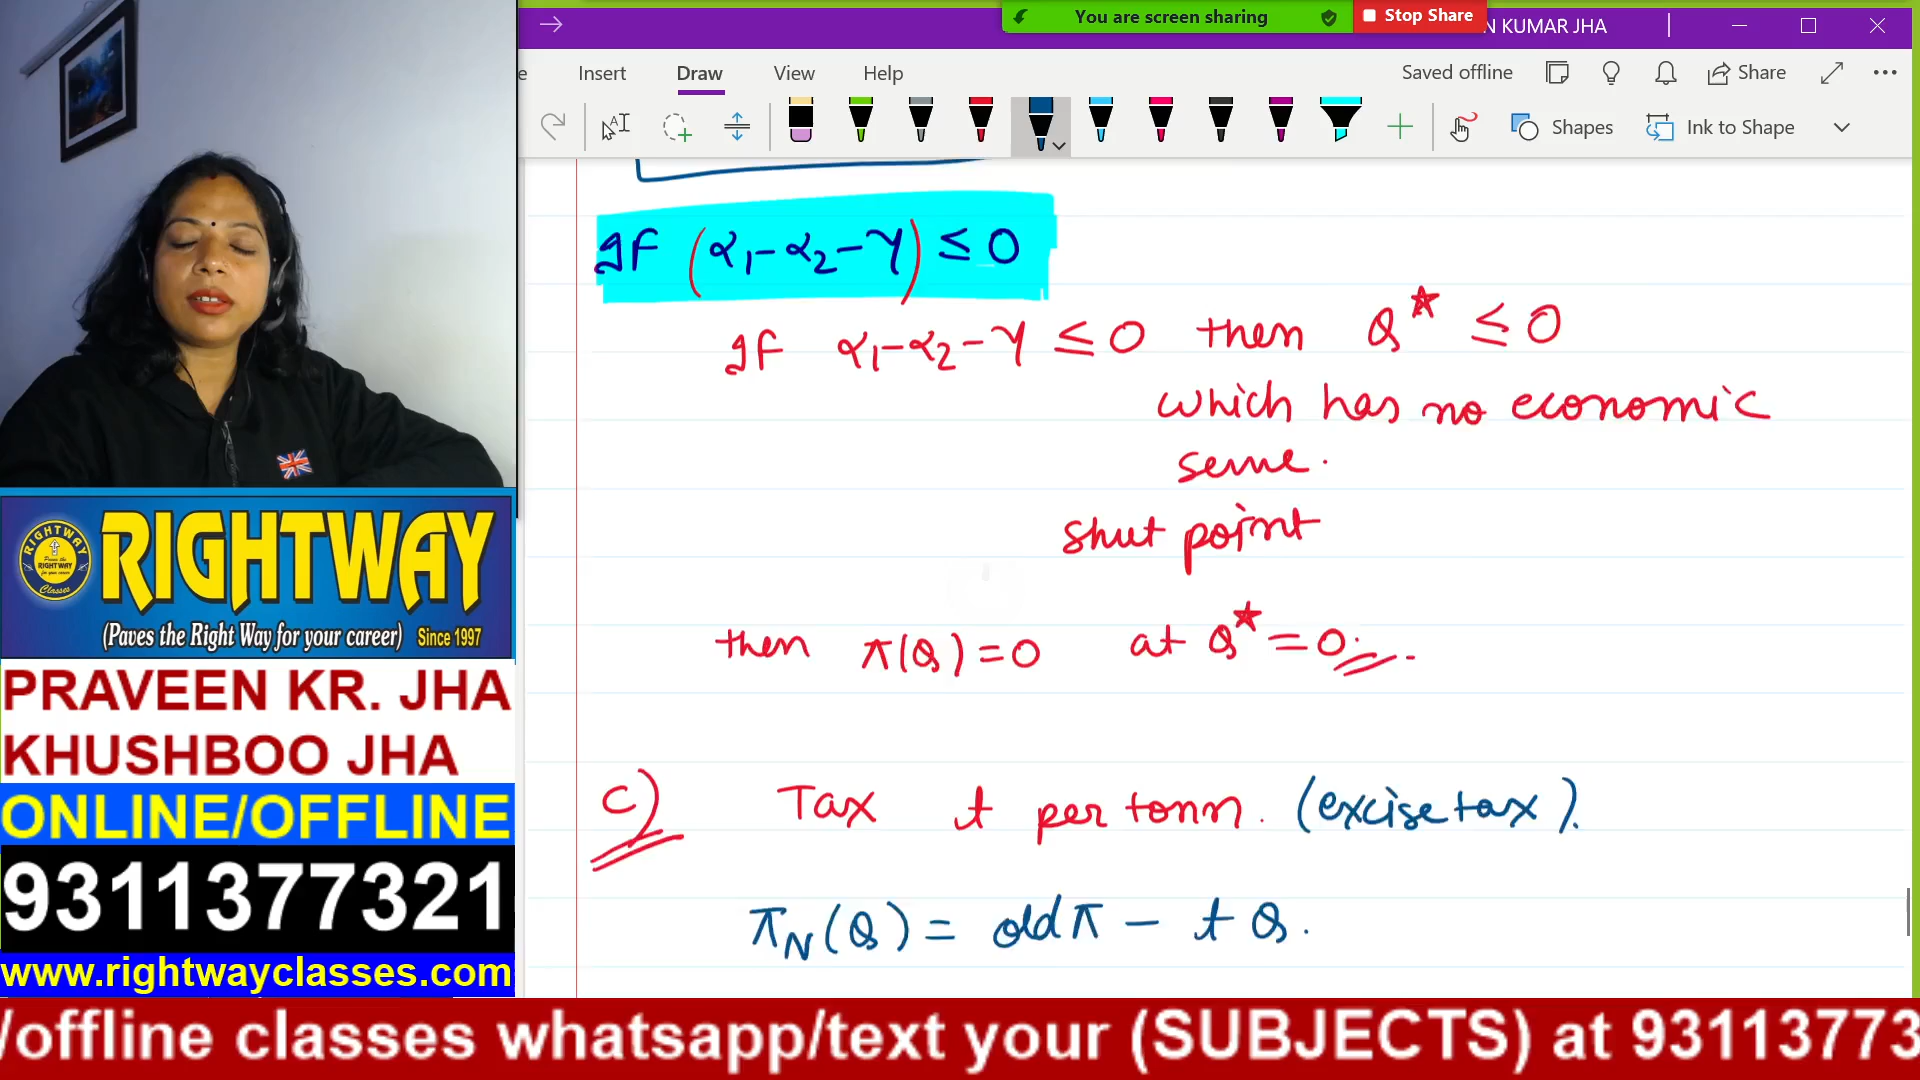 You are screen sharing
Stop Share
N KUMAR JHA
Insert Draw View Help
Saved offline
Share
Shapes
Ink to Shape
If (α₁-α₂-γ) ≤ 0
If α₁-α₂-γ ≤ 0 then Q* ≤ 0
which has no economic
sense.
shut point
then π(Q) = 0 at Q* = 0
C) Tax t per tonn. (excise tax).
π_N(Q) = old π - tQ.
RIGHTWAY
Classes
RIGHTWAY
(Paves the Right Way for your career) Since 1997
PRAVEEN KR. JHA
KHUSHBOO JHA
ONLINE/OFFLINE
9311377321
www.rightwayclasses.com
/offline classes whatsapp/text your (SUBJECTS) at 93113773